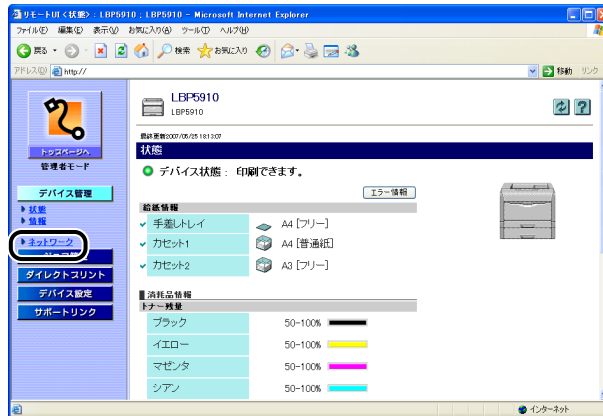 リモートUI <状態> : LBP5910 ; LBP5910 - Microsoft Internet Explorer
ファイル(F) 編集(E) 表示(V) お気に入り(A) ツール(T) ヘルプ(H)
戻る 検索 お気に入り
アドレス(D) http:// 移動 リンク
LBP5910
LBP5910
最終更新2007/06/25 18:13:07
トップページへ
管理者モード
デバイス管理
状態
情報
ネットワーク
ダイレクトプリント
デバイス設定
サポートリンク
状態
デバイス状態 : 印刷できます。
エラー情報
給紙情報
手差しトレイ A4 [フリー]
カセット1 A4 [普通紙]
カセット2 A3 [フリー]
消耗品情報
トナー残量
ブラック 50-100%
イエロー 50-100%
マゼンタ 50-100%
シアン 50-100%
インターネット